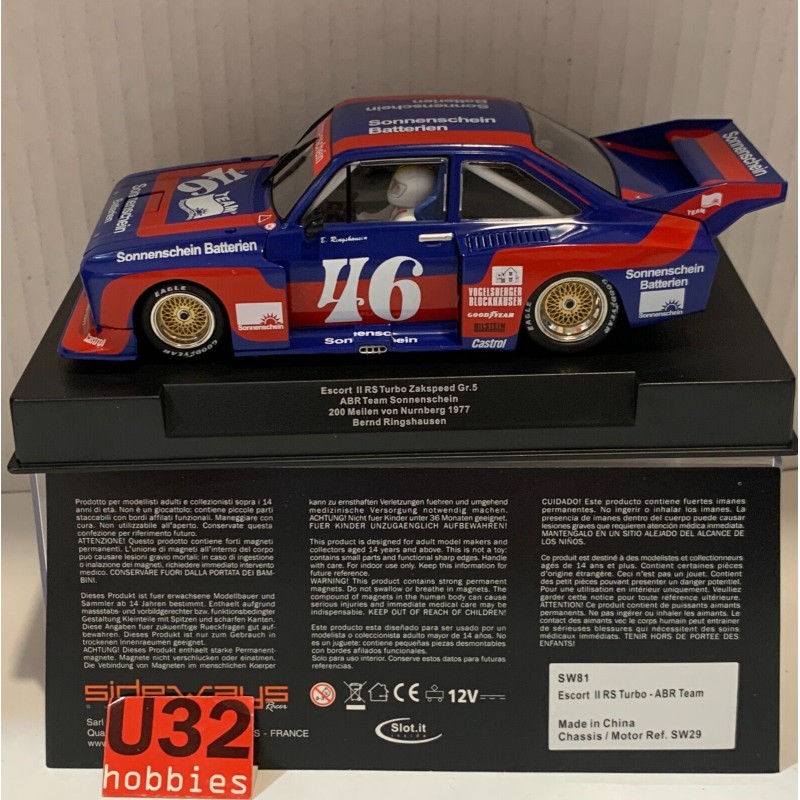 Sonnenschein
Batterien
Sonnenschein
Batterien
Sonnenschein
Sonnenschein
Batterien
46
TEAM
Sonnenschein Batterien
B. Ringshausen
46
Sonnenschein
Sonnenschein
VOGELSBERGER
BLOCKHAUSEN
GOODYEAR
Castrol
EAGLE
GOODYEAR
EAGLE
GOODYEAR
TEAM
Sonnenschein
Batterien
Sonnenschein
Batterien
Sonnenschein
Escort II RS Turbo Zakspeed Gr.5
ABR Team Sonnenschein
200 Meilen von Nurnberg 1977
Bernd Ringshausen
Prodotto per modellisti adulti e collezionisti sopra i 14
anni di età. Non è un giocattolo: contiene piccole parti
staccabili con bordi affilati funzionali. Maneggiare con
cura. Non utilizzabile all'aperto. Conservate questa
confezione per riferimento futuro.
ATTENZIONE! Questo prodotto contiene forti magneti
permanenti. L'unione di magneti all'interno del corpo
può causare lesioni gravi mortali: in caso di ingestione
o inalazione dei magneti, richiedere immediato intervento
medico. CONSERVARE FUORI DALLA PORTATA DEI BAM-
BINI.
Dieses Produkt ist fuer erwachsene Modellbauer und
Sammler ab 14 Jahren bestimmt. Enthaelt aufgrund
massstabs- und vorbildgerechter bzw. funktionsbedingter
Gestaltung Kleinteile mit Spitzen und scharfen Kanten.
Diese Angaben fuer zukuenftiges Rueckfragen gut auf-
bewahren. Dieses Produkt ist nur zum Gebrauch in
trockenen Innenraeumen geeignet.
ACHTUNG! Dieses Produkt enthaelt starke Permanent-
magnete. Magnete nicht verschlucken oder einatmen.
Die Verbindung von Magneten im menschlichen Koerper
kann zu ernsthaften Verletzungen fuehren und umgehend
medizinische Versorgung notwendig machen.
ACHTUNG! Nicht fuer Kinder unter 36 Monaten geeignet.
FUER KINDER UNZUGAENGLICH AUFBEWAHREN!
This product is designed for adult model makers and
collectors aged 14 years and above. This is not a toy:
contains small parts and functional sharp edges. Handle
with care. For indoor use only. Keep this information for
future reference.
WARNING! This product contains strong permanent
magnets. Do not swallow or breathe in magnets. The
compound of magnets in the human body can cause
serious injuries and immediate medical care may be
indispensable. KEEP OUT OF REACH OF CHILDREN!
Este producto esta diseñado para ser usado por un
modelista o coleccionista adulto mayor de 14 años. No
es un juguete: contiene pequeñas piezas desmontables
con bordes afilados funcionales.
Solo para uso interior. Conserve estos datos para futuras
referencias.
CUIDADO! Este producto contiene fuertes imanes
permanentes. No ingerirlos o inhalar los imanes. La
presencia de imanes dentro del cuerpo puede causar
lesiones graves que requieren atención médica inmediata.
MANTENGALO EN UN SITIO ALEJADO DEL ALCANCE DE
LOS NIÑOS.
Ce produit est destiné à des modelistes et collectionneurs
agés de 14 ans et plus. Contient certaines pièces
d'origine étrangère. Ceci n'es pas un jouet. Contient
des petit pièces pouvant presenter un danger potentiel.
Pour une utilisation en intérieur uniquement. Veuillez
garder cette notice pour toute référence ultérieure.
ATTENTION! Ce produit contient de puissants aimants
permanents. Ne pas ingérer ou inhaler les aimants. Le
contact des aimants vec le corps humain peut entrainer
de sérieuses blessures qui nécessitent des soins
médicaux immédiats. TENIR HORS DE PORTEE DES
ENFANTS!
sideways
Racer
Sarl
Qua
www.
S - FRANCE
U32
hobbies
CE
12V
Slot.it
inside
SW81
Escort II RS Turbo - ABR Team
Made in China
Chassis / Motor Ref. SW29